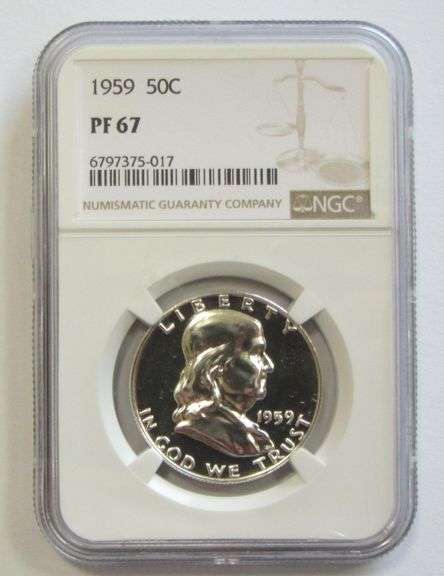 1959 50C
PF 67
6797375-017
NUMISMATIC GUARANTY COMPANY
NGC
LIBERTY
1959
IN GOD WE TRUST